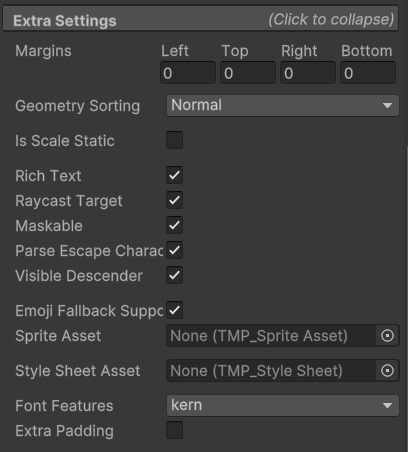 Extra Settings (Click to collapse)
Margins Left Top Right Bottom
0 0 0 0
Geometry Sorting Normal
Is Scale Static
Rich Text
Raycast Target
Maskable
Parse Escape Charac
Visible Descender
Emoji Fallback Suppo
Sprite Asset None (TMP_Sprite Asset)
Style Sheet Asset None (TMP_Style Sheet)
Font Features kern
Extra Padding